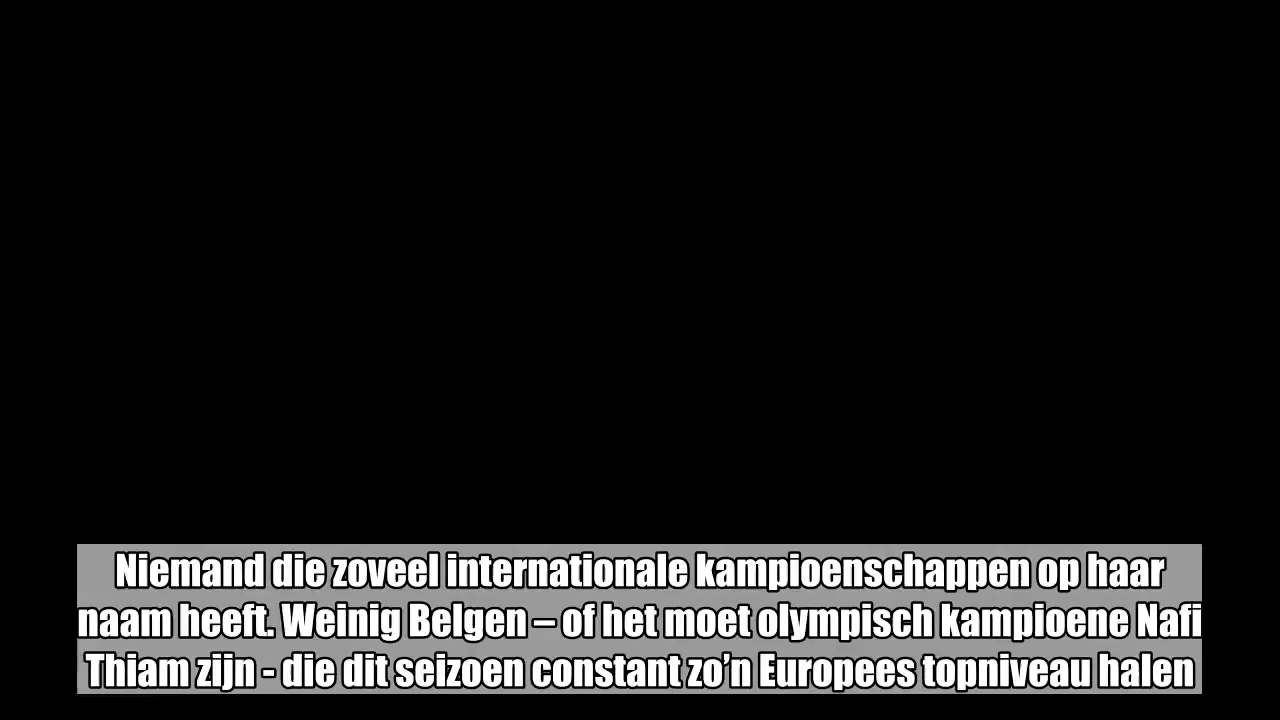 Niemand die zoveel internationale kampioenschappen op haar
naam heeft. Weinig Belgen – of het moet olympisch kampioene Nafi
Thiam zijn - die dit seizoen constant zo’n Europees topniveau halen